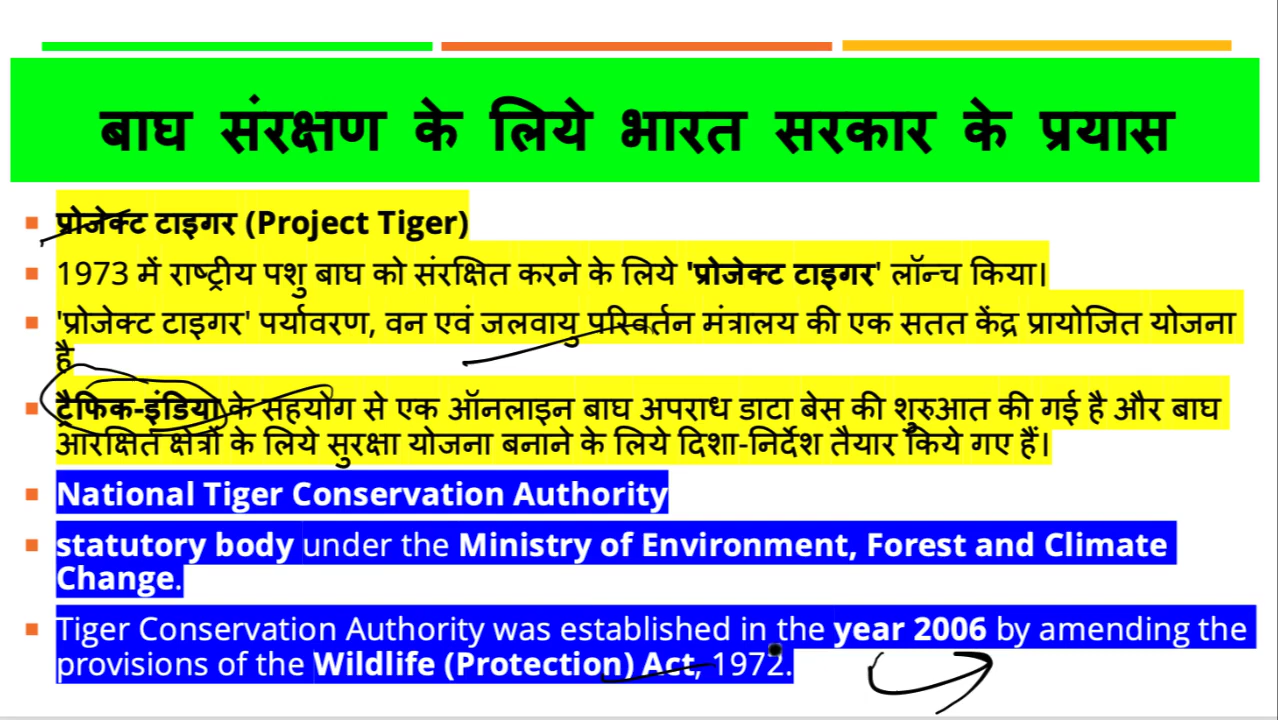 बाघ संरक्षण के लिये भारत सरकार के प्रयास
प्रोजेक्ट टाइगर (Project Tiger)
1973 में राष्ट्रीय पशु बाघ को संरक्षित करने के लिये 'प्रोजेक्ट टाइगर' लॉन्च किया।
'प्रोजेक्ट टाइगर' पर्यावरण, वन एवं जलवायु परिवर्तन मंत्रालय की एक सतत केंद्र प्रायोजित योजना
है
ट्रैफिक-इंडिया के सहयोग से एक ऑनलाइन बाघ अपराध डाटा बेस की शुरुआत की गई है और बाघ
आरक्षित क्षेत्रों के लिये सुरक्षा योजना बनाने के लिये दिशा-निर्देश तैयार किये गए हैं।
National Tiger Conservation Authority
statutory body under the Ministry of Environment, Forest and Climate
Change.
Tiger Conservation Authority was established in the year 2006 by amending the
provisions of the Wildlife (Protection) Act, 1972.